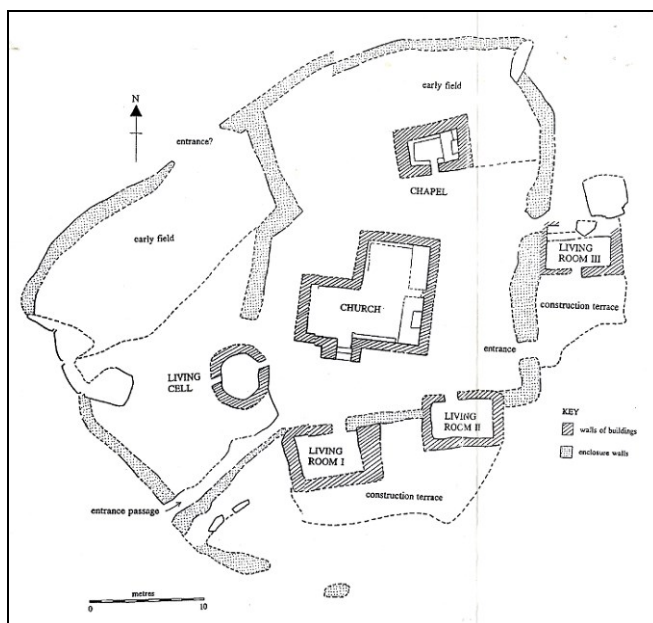 early field
N
entrance?
CHAPEL
early field
LIVING
ROOM III
construction terrace
CHURCH
entrance
LIVING
CELL
KEY
walls of buildings
enclosure walls
LIVING
ROOM II
LIVING
ROOM I
construction terrace
entrance passage
metres
0 10